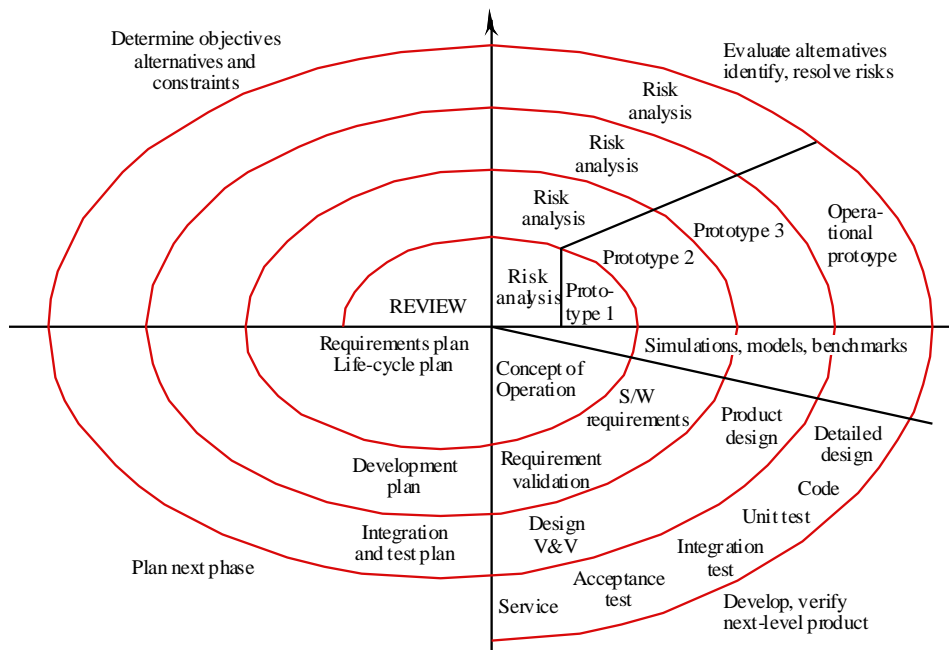 Determine objectives
alternatives and
constraints
Evaluate alternatives
identify, resolve risks
Risk
analysis
Risk
analysis
Risk
analysis
Risk
analysis
Proto-
type 1
Prototype 2
Prototype 3
Opera-
tional
protoype
REVIEW
Requirements plan
Life-cycle plan
Simulations, models, benchmarks
Concept of
Operation
S/W
requirements
Product
design
Detailed
design
Development
plan
Requirement
validation
Code
Unit test
Integration
and test plan
Design
V&V
Integration
test
Plan next phase
Acceptance
test
Service
Develop, verify
next-level product